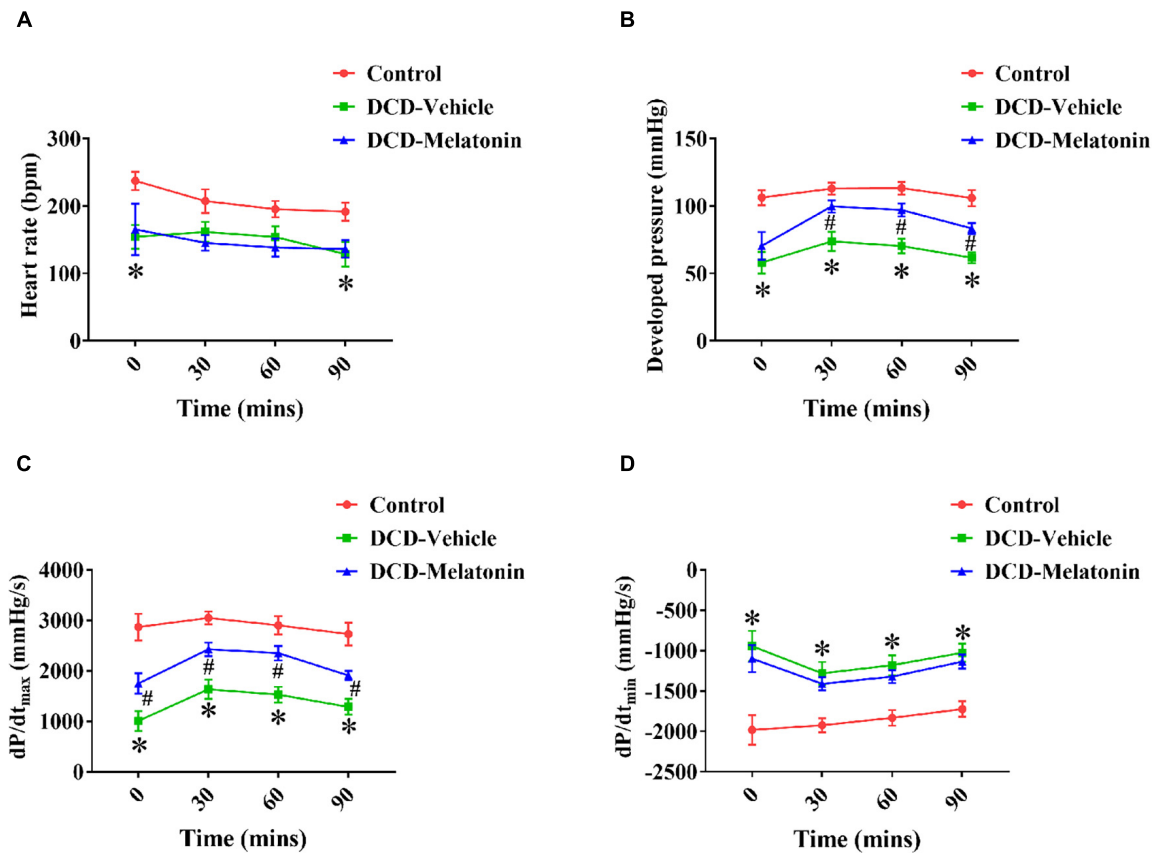 A
Control
DCD-Vehicle
DCD-Melatonin
Heart rate (bpm)
300
200
100
0
*
*
0
30
60
90
Time (mins)
B
Control
DCD-Vehicle
DCD-Melatonin
Developed pressure (mmHg)
150
100
50
0
# # #
* * * *
0
30
60
90
Time (mins)
C
Control
DCD-Vehicle
DCD-Melatonin
dP/dtmax (mmHg/s)
4000
3000
2000
1000
0
# # # #
* * * *
0
30
60
90
Time (mins)
D
Control
DCD-Vehicle
DCD-Melatonin
dP/dtmin (mmHg/s)
0
-500
-1000
-1500
-2000
-2500
* * * *
0
30
60
90
Time (mins)